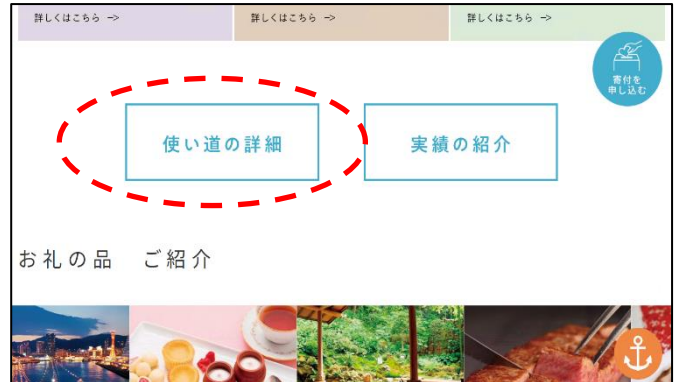 詳しくはこちら ->
詳しくはこちら ->
詳しくはこちら ->
寄付を
申し込む
使い道の詳細
実績の紹介
お礼の品　ご紹介